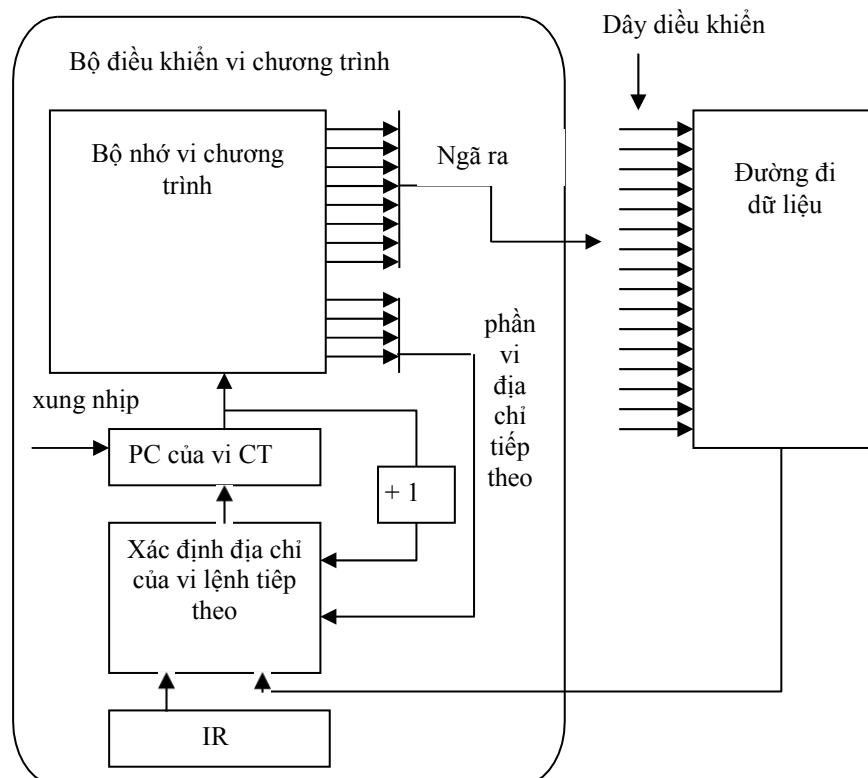 Dây diều khiển
Bộ điều khiển vi chương trình
Bộ nhớ vi chương
trình
Ngã ra
Đường đi
dữ liệu
phần
vi
địa
chỉ
tiếp
theo
xung nhịp
PC của vi CT
+ 1
Xác định địa chỉ
của vi lệnh tiêp
theo
IR